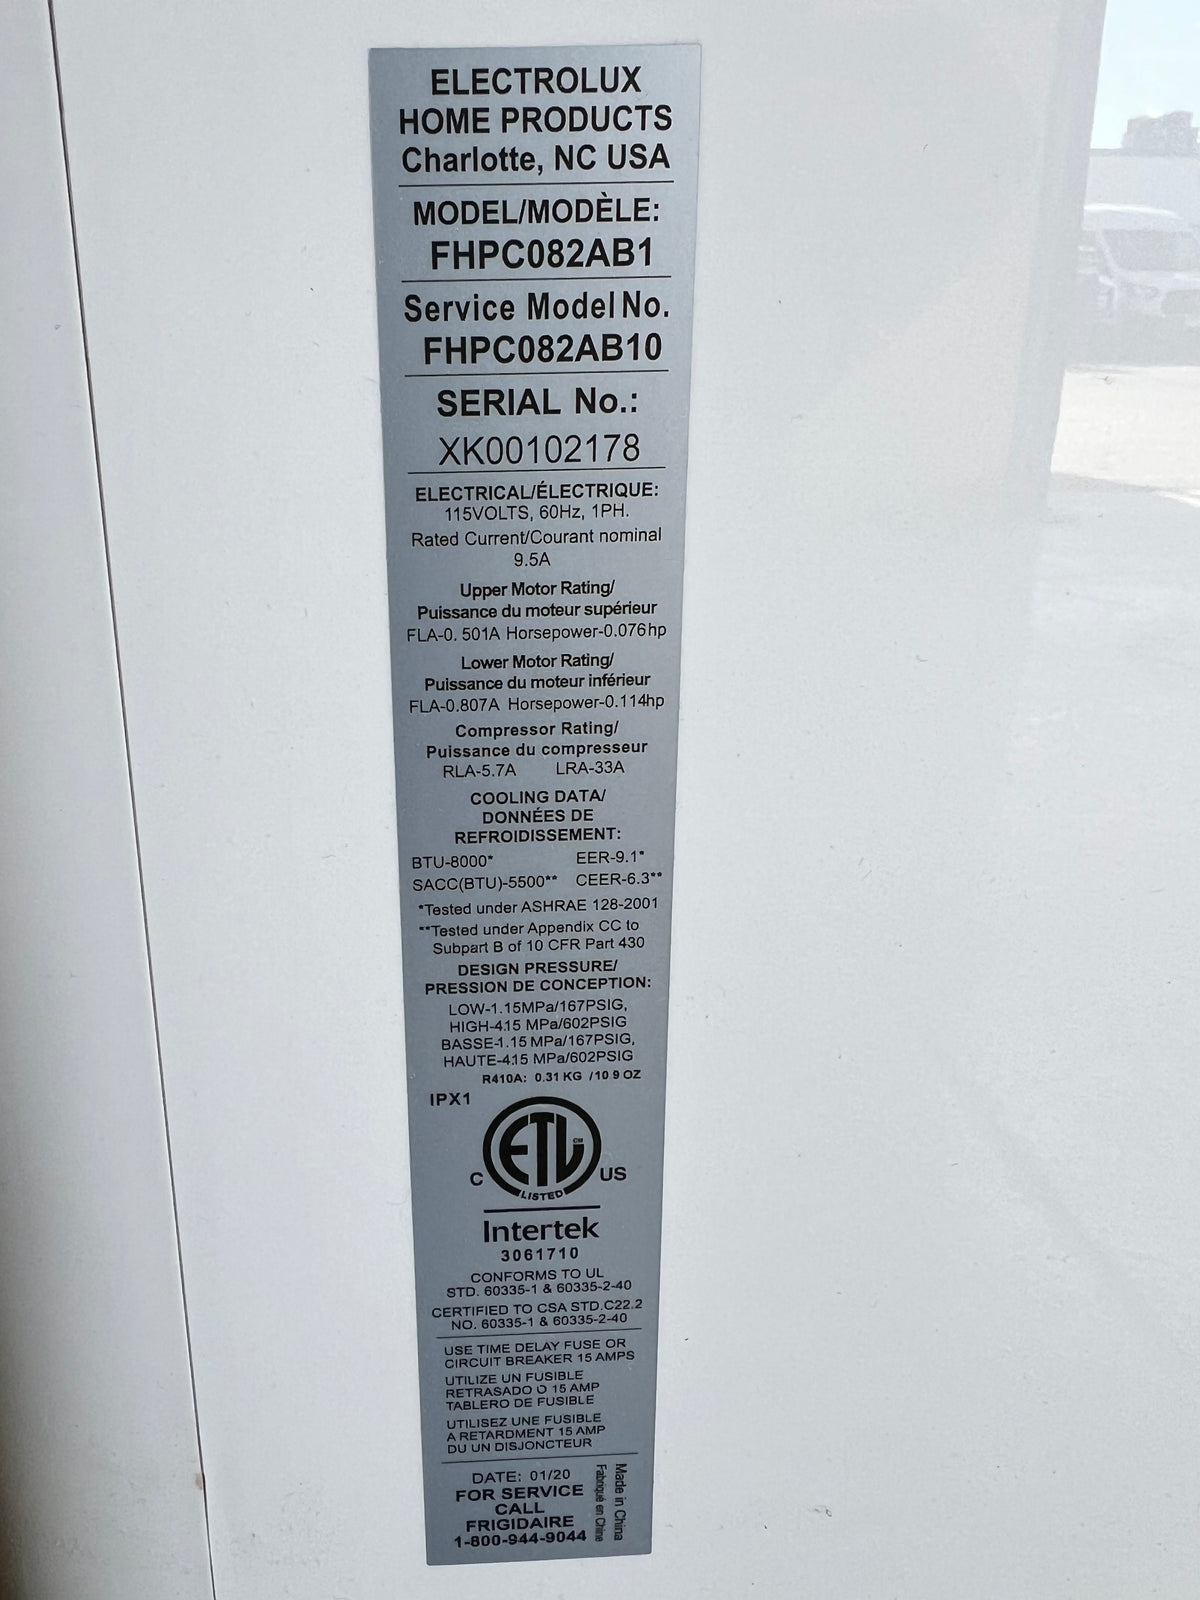 ELECTROLUX
HOME PRODUCTS
Charlotte, NC USA
MODEL/MODÈLE:
FHPC082AB1
Service Model No.
FHPC082AB10
SERIAL No.:
XK00102178
ELECTRICAL/ÉLECTRIQUE:
115VOLTS, 60Hz, 1PH.
Rated Current/Courant nominal
9.5A
Upper Motor Rating/
Puissance du moteur supérieur
FLA-0. 501A Horsepower-0.076hp
Lower Motor Rating/
Puissance du moteur inférieur
FLA-0.807A Horsepower-0.114hp
Compressor Rating/
Puissance du compresseur
RLA-5.7A LRA-33A
COOLING DATA/
DONNÉES DE
REFROIDISSEMENT:
BTU-8000* EER-9.1*
SACC(BTU)-5500** CEER-6.3**
*Tested under ASHRAE 128-2001
**Tested under Appendix CC to
Subpart B of 10 CFR Part 430
DESIGN PRESSURE/
PRESSION DE CONCEPTION:
LOW-1.15MPa/167PSIG,
HIGH-4.15 MPa/602PSIG
BASSE-1.15 MPa/167PSIG,
HAUTE-4.15 MPa/602PSIG
R410A: 0.31 KG /10.9 OZ
IPX1
ETL CM
C LISTED US
Intertek
3061710
CONFORMS TO UL
STD. 60335-1 & 60335-2-40
CERTIFIED TO CSA STD.C22.2
NO. 60335-1 & 60335-2-40
USE TIME DELAY FUSE OR
CIRCUIT BREAKER 15 AMPS
UTILIZE UN FUSIBLE
RETRASADO O 15 AMP
TABLERO DE FUSIBLE
UTILISEZ UNE FUSIBLE
A RETARDMENT 15 AMP
DU UN DISJONCTEUR
DATE: 01/20
FOR SERVICE
CALL
FRIGIDAIRE
1-800-944-9044
Made in China
Fabriqué en Chine